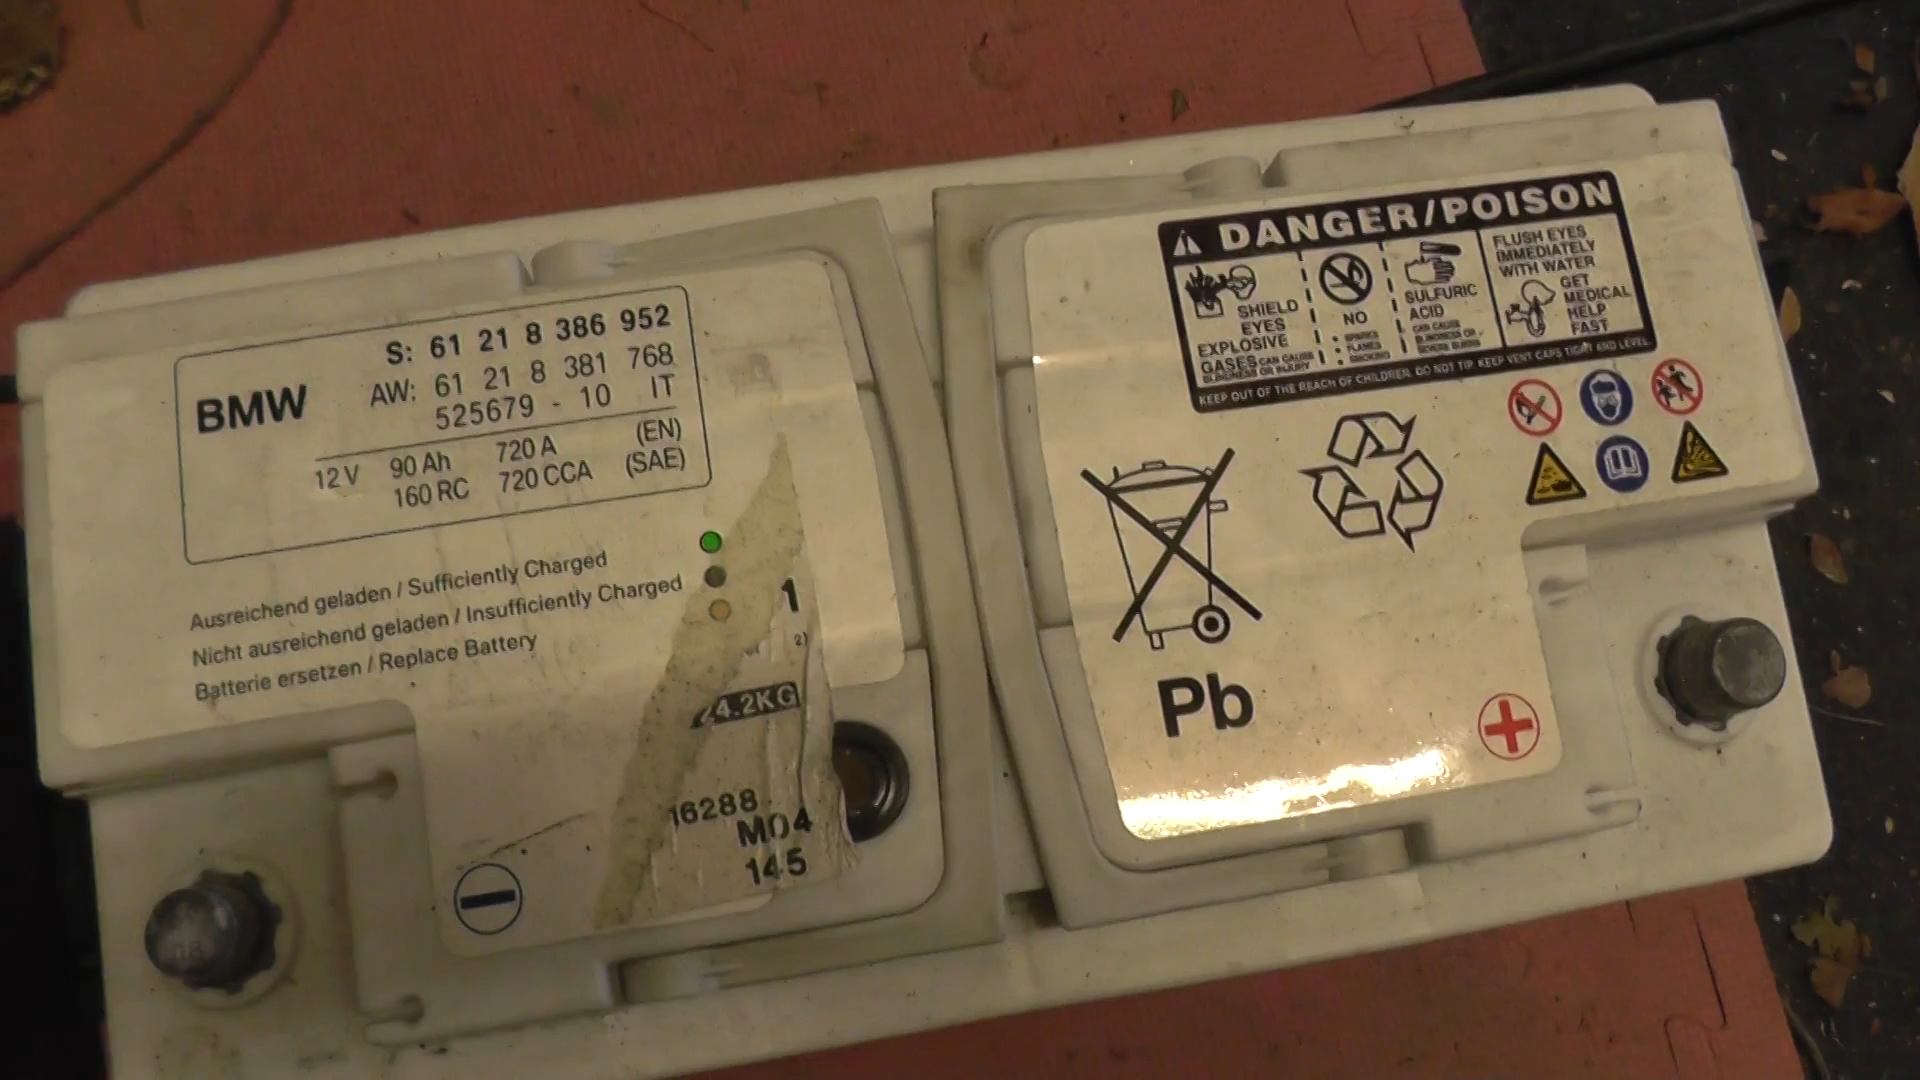 BMW
S: 61 21 8 386 952
AW: 61 21 8 381 768
525679 - 10 IT
12 V 90 Ah 720 A (EN)
160 RC 720 CCA (SAE)
Ausreichend geladen / Sufficiently Charged
Nicht ausreichend geladen / Insufficiently Charged
Batterie ersetzen / Replace Battery
1
2)
4.2KG
16288
M04
145
DANGER/POISON
SHIELD
EYES
EXPLOSIVE
GASES CAN CAUSE
BLINDNESS OR INJURY
NO
• SPARKS
• FLAMES
• SMOKING
SULFURIC
ACID
CAN CAUSE
BLINDNESS OR
SEVERE BURNS
FLUSH EYES
IMMEDIATELY
WITH WATER
GET
MEDICAL
HELP
FAST
KEEP OUT OF THE REACH OF CHILDREN. DO NOT TIP. KEEP VENT CAPS TIGHT AND LEVEL
Pb